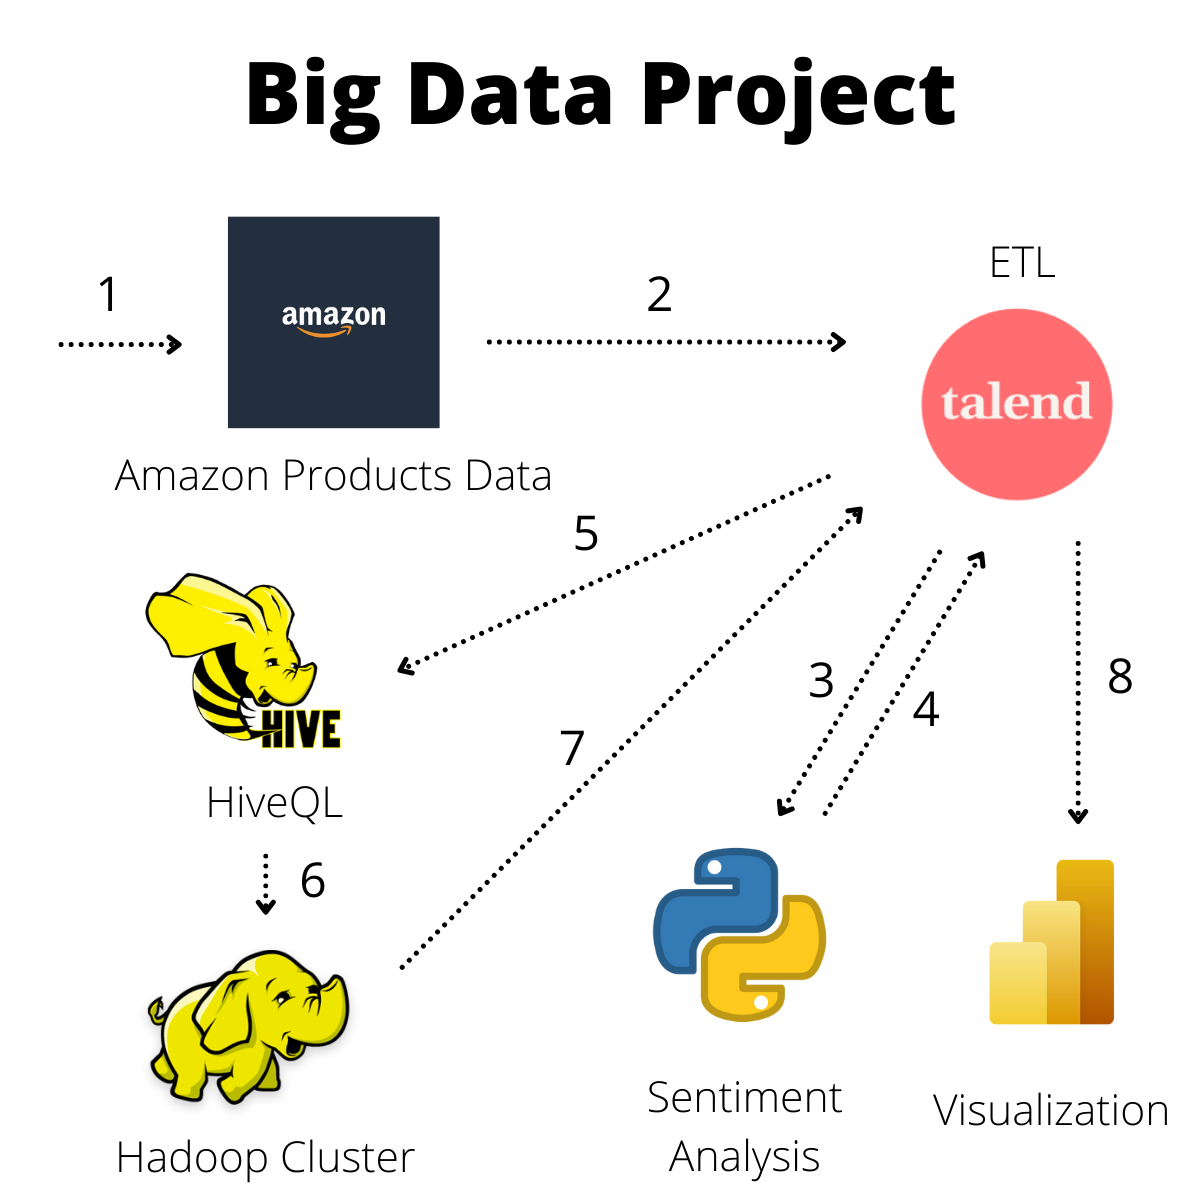 Big Data Project
1
amazon
2
ETL
talend
Amazon Products Data
5
HIVE
3
4
8
7
HiveQL
6
Sentiment
Analysis
Visualization
Hadoop Cluster